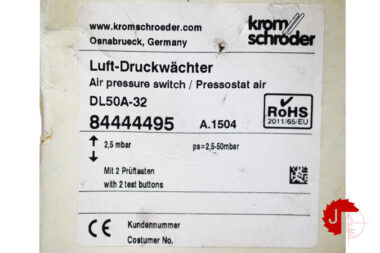 www.kromschroeder.com
Osnabrueck, Germany
krom
schroder
Luft-Druckwächter
Air pressure switch / Pressostat air
DL50A-32
84444495 A.1504
RoHS
2011/65/EU
2,5 mbar ps=2,5-50mbar
Mit 2 Prüftasten
with 2 test buttons
CE Kundennummer
Costumer No.
J